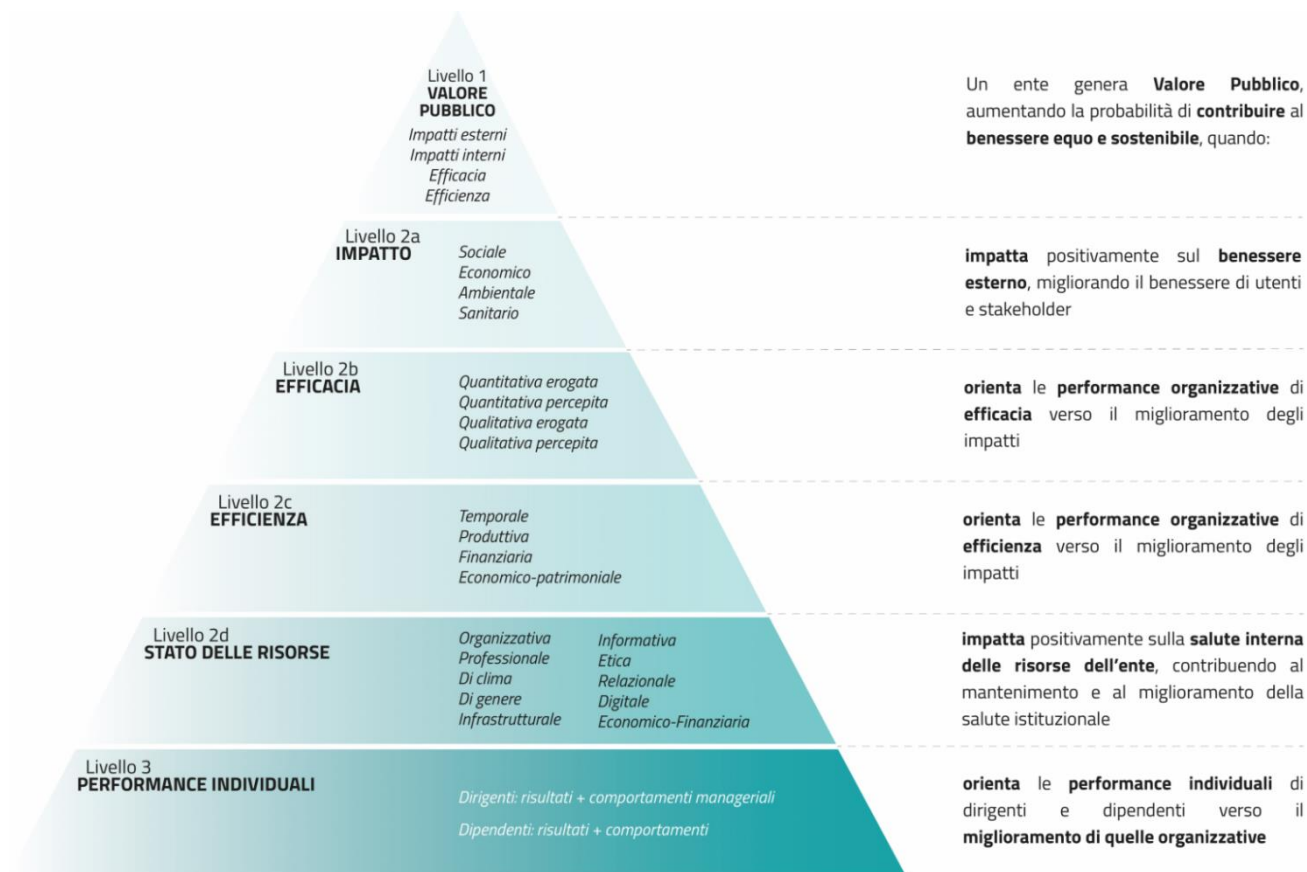 Livello 1
VALORE
PUBBLICO
Impatti esterni
Impatti interni
Efficacia
Efficienza
Un ente genera Valore Pubblico,
aumentando la probabilità di contribuire al
benessere equo e sostenibile, quando:
Livello 2a
IMPATTO
Sociale
Economico
Ambientale
Sanitario
impatta positivamente sul benessere
esterno, migliorando il benessere di utenti
e stakeholder
Livello 2b
EFFICACIA
Quantitativa erogata
Quantitativa percepita
Qualitativa erogata
Qualitativa percepita
orienta le performance organizzative di
efficacia verso il miglioramento degli
impatti
Livello 2c
EFFICIENZA
Temporale
Produttiva
Finanziaria
Economico-patrimoniale
orienta le performance organizzative di
efficienza verso il miglioramento degli
impatti
Livello 2d
STATO DELLE RISORSE
Organizzativa
Professionale
Di clima
Di genere
Infrastrutturale
Informativa
Etica
Relazionale
Digitale
Economico-Finanziaria
impatta positivamente sulla salute interna
delle risorse dell'ente, contribuendo al
mantenimento e al miglioramento della
salute istituzionale
Livello 3
PERFORMANCE INDIVIDUALI
Dirigenti: risultati + comportamenti manageriali
Dipendenti: risultati + comportamenti
orienta le performance individuali di
dirigenti e dipendenti verso il
miglioramento di quelle organizzative